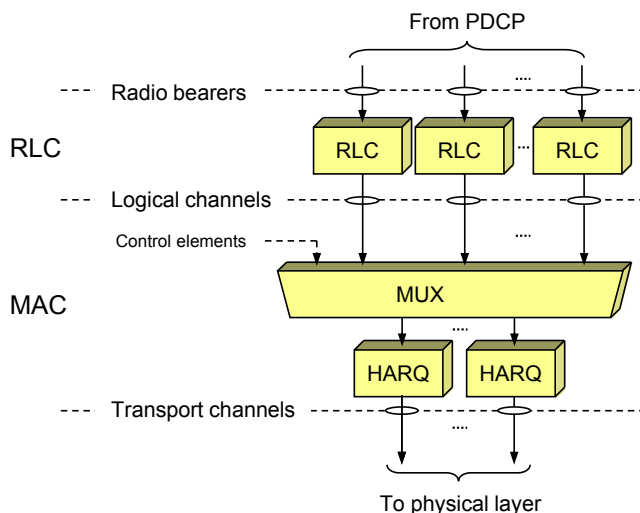 From PDCP
....
Radio bearers
RLC
RLC RLC .... RLC
Logical channels
....
Control elements
MAC
MUX
....
HARQ HARQ
Transport channels
....
To physical layer